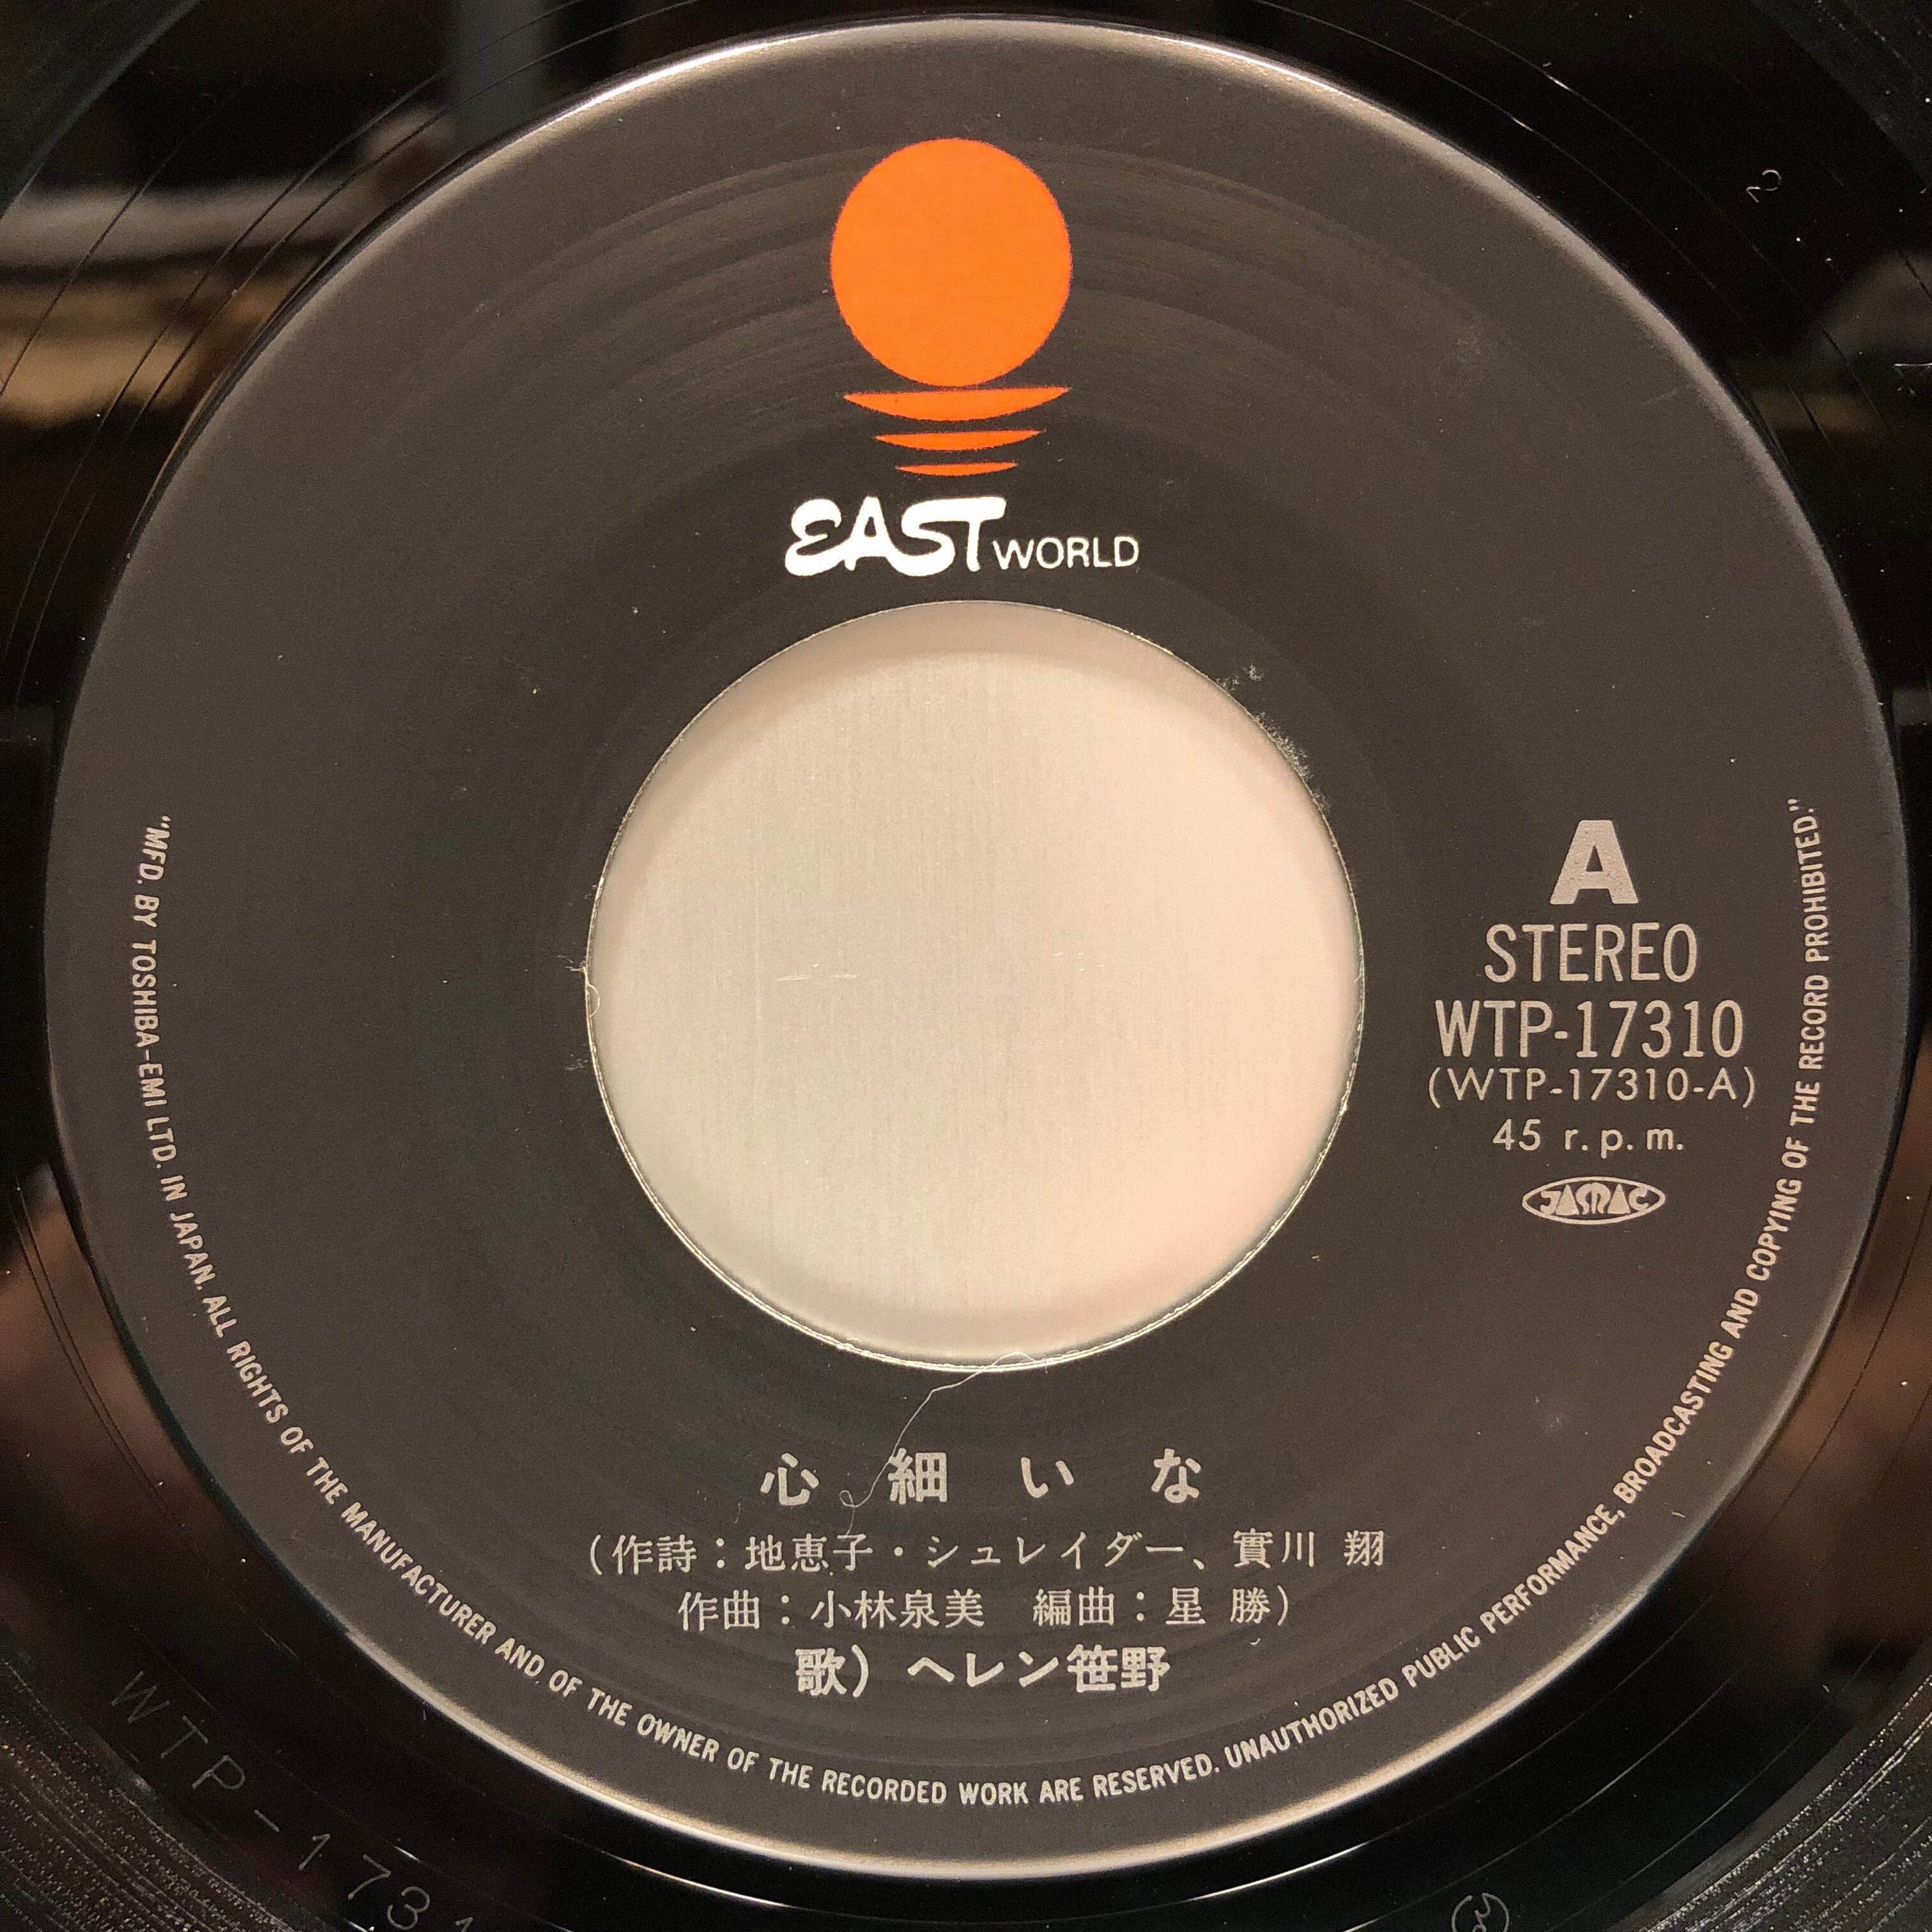 EAST WORLD
A
STEREO
WTP-17310
(WTP-17310-A)
45 r.p.m.
JASRAC
心細いな
(作詩:地恵子・シュレイダー、實川 翔
作曲:小林泉美 編曲:星 勝)
歌) ヘレン笹野
"MFD. BY TOSHIBA-EMI LTD. IN JAPAN. ALL RIGHTS OF THE MANUFACTURER AND OF THE OWNER OF THE RECORDED WORK ARE RESERVED. UNAUTHORIZED PUBLIC PERFORMANCE, BROADCASTING AND COPYING OF THE RECORD PROHIBITED."
WTP-1731
2